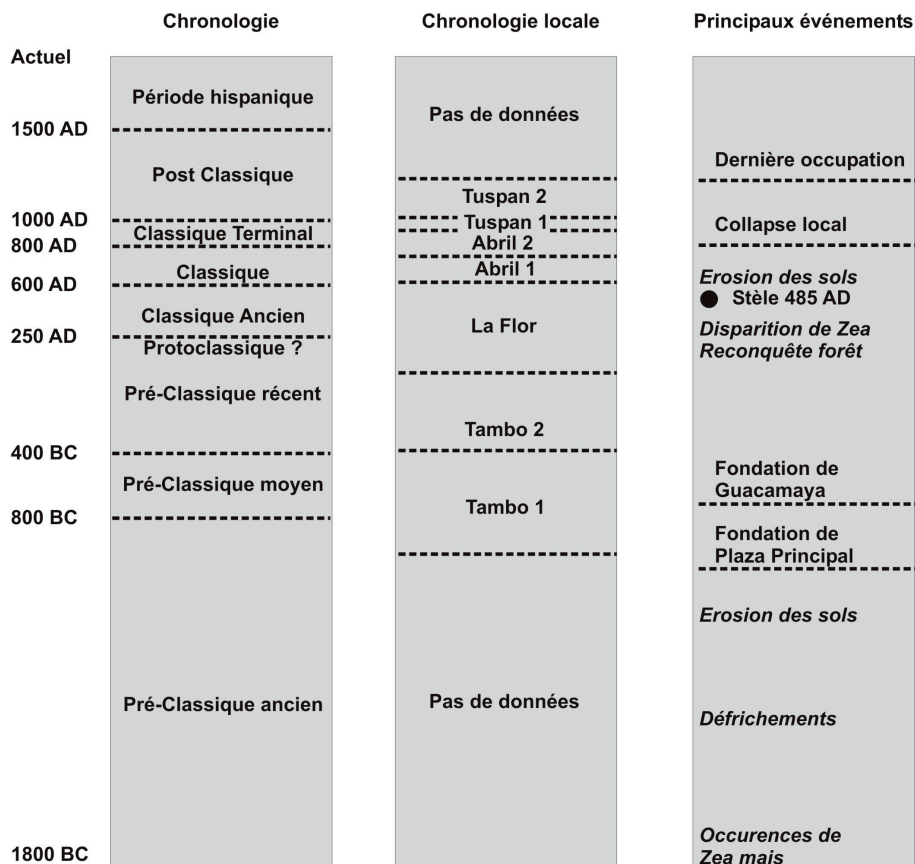 Chronologie
Chronologie locale
Principaux événements
Actuel
1500 AD
1000 AD
800 AD
600 AD
250 AD
400 BC
800 BC
1800 BC
Période hispanique
Post Classique
Classique Terminal
Classique
Classique Ancien
Protoclassique ?
Pré-Classique récent
Pré-Classique moyen
Pré-Classique ancien
Pas de données
Tuspan 2
Tuspan 1
Abril 2
Abril 1
La Flor
Tambo 2
Tambo 1
Pas de données
Dernière occupation
Collapse local
Erosion des sols
Stèle 485 AD
Disparition de Zea
Reconquête forêt
Fondation de
Guacamaya
Fondation de
Plaza Principal
Erosion des sols
Défrichements
Occurences de
Zea mais